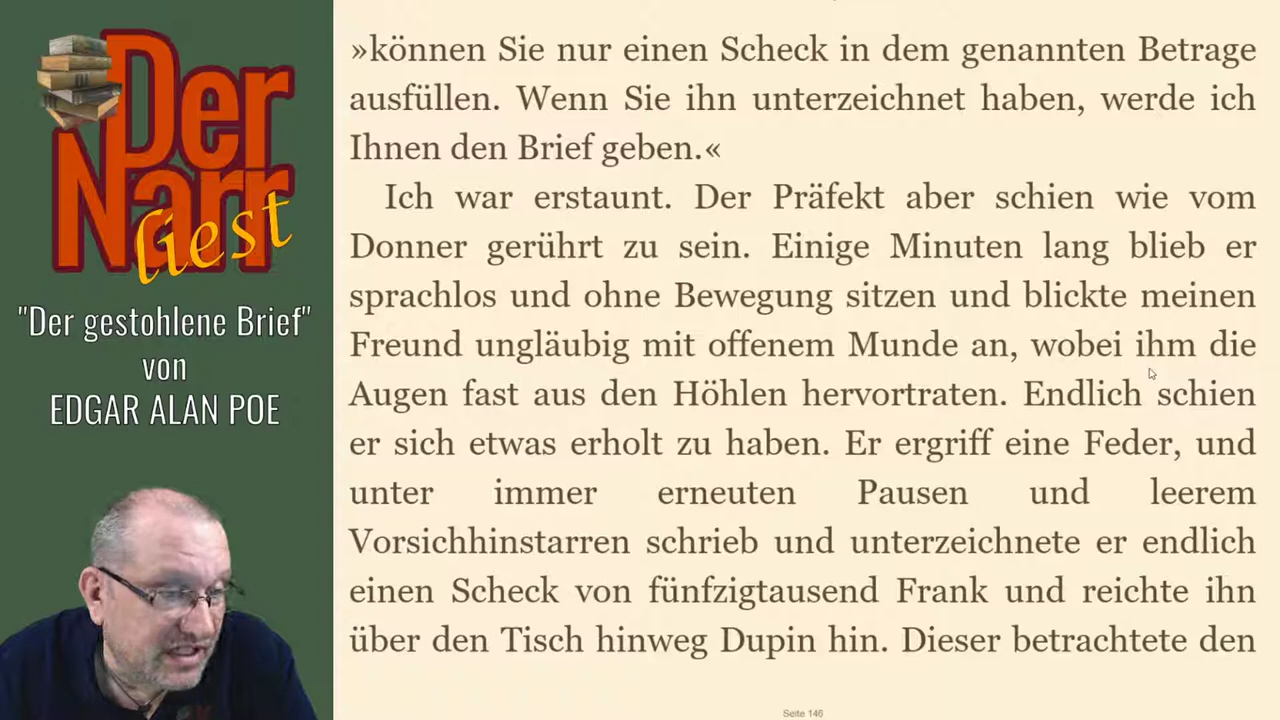 Der
Narr
liest
"Der gestohlene Brief"
von
EDGAR ALAN POE
»können Sie nur einen Scheck in dem genannten Betrage
ausfüllen. Wenn Sie ihn unterzeichnet haben, werde ich
Ihnen den Brief geben.«
Ich war erstaunt. Der Präfekt aber schien wie vom
Donner gerührt zu sein. Einige Minuten lang blieb er
sprachlos und ohne Bewegung sitzen und blickte meinen
Freund ungläubig mit offenem Munde an, wobei ihm die
Augen fast aus den Höhlen hervortraten. Endlich schien
er sich etwas erholt zu haben. Er ergriff eine Feder, und
unter immer erneuten Pausen und leerem
Vorsichhinstarren schrieb und unterzeichnete er endlich
einen Scheck von fünfzigtausend Frank und reichte ihn
über den Tisch hinweg Dupin hin. Dieser betrachtete den
Seite 146